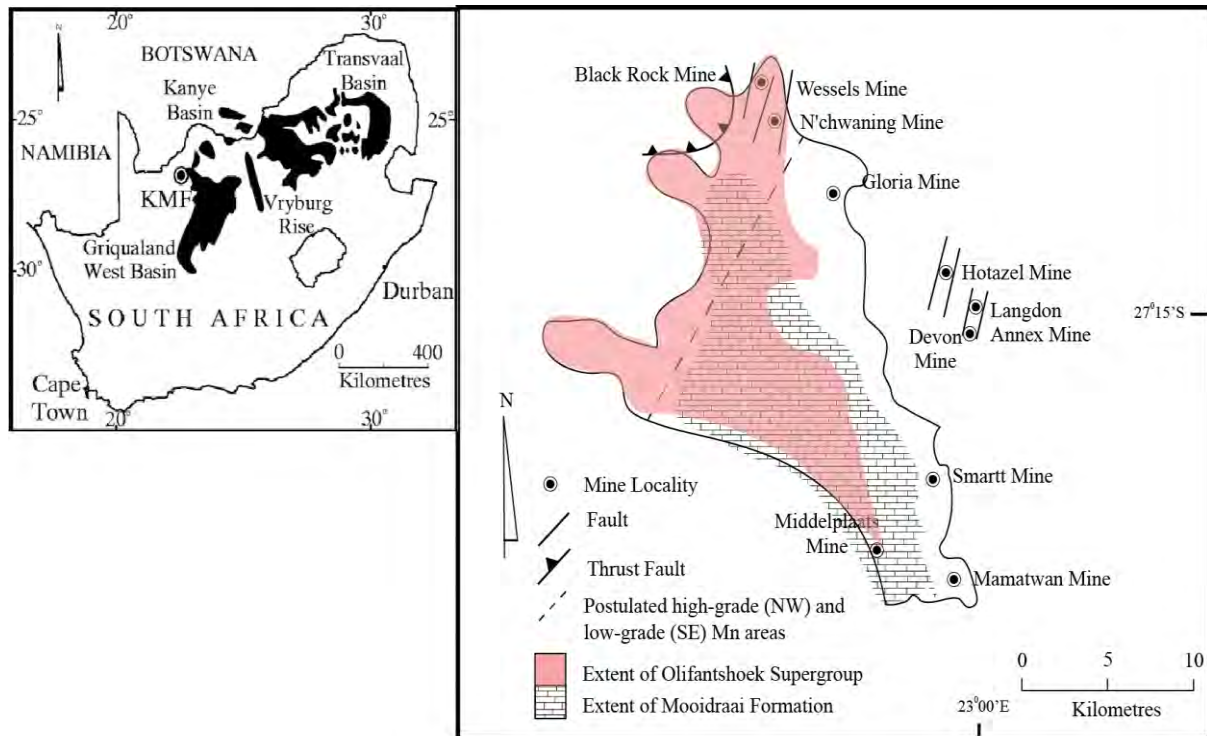 20°
30°
N
BOTSWANA
Transvaal
Basin
Kanye
Basin
25°
25°
NAMIBIA
KMF
Vryburg
Rise
Griqualand
West Basin
30°
Durban
SOUTH AFRICA
0 400
Kilometres
Cape
Town
20°
30°
Black Rock Mine
Wessels Mine
N'chwaning Mine
Gloria Mine
Hotazel Mine
27°15'S
Langdon
Annex Mine
Devon
Mine
N
Smartt Mine
Mine Locality
Middelplaats
Mine
Fault
Mamatwan Mine
Thrust Fault
Postulated high-grade (NW) and
low-grade (SE) Mn areas
Extent of Olifantshoek Supergroup
Extent of Mooidraai Formation
0 5 10
Kilometres
23°00'E